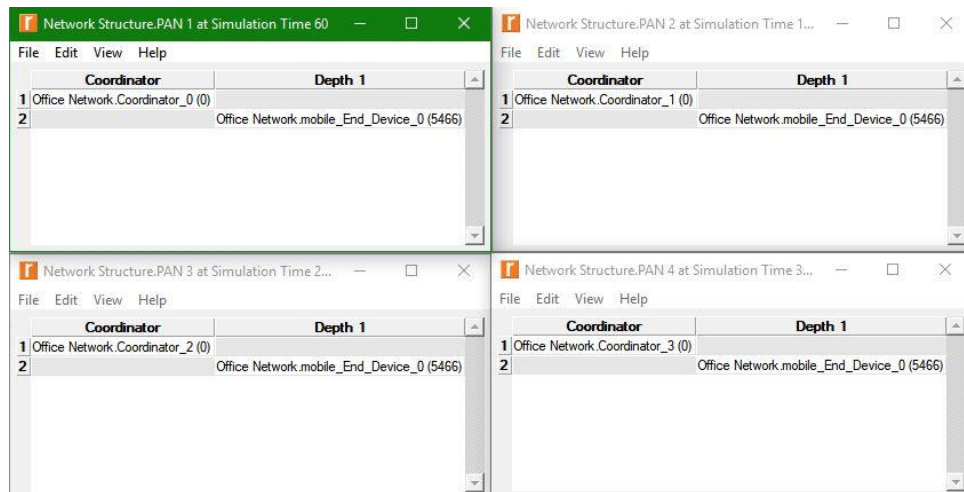 Network Structure.PAN 1 at Simulation Time 60
File Edit View Help
Coordinator Depth 1
1 Office Network.Coordinator_0 (0)
2 Office Network.mobile_End_Device_0 (5466)
Network Structure.PAN 2 at Simulation Time 1...
File Edit View Help
Coordinator Depth 1
1 Office Network.Coordinator_1 (0)
2 Office Network.mobile_End_Device_0 (5466)
Network Structure.PAN 3 at Simulation Time 2...
File Edit View Help
Coordinator Depth 1
1 Office Network.Coordinator_2 (0)
2 Office Network.mobile_End_Device_0 (5466)
Network Structure.PAN 4 at Simulation Time 3...
File Edit View Help
Coordinator Depth 1
1 Office Network.Coordinator_3 (0)
2 Office Network.mobile_End_Device_0 (5466)